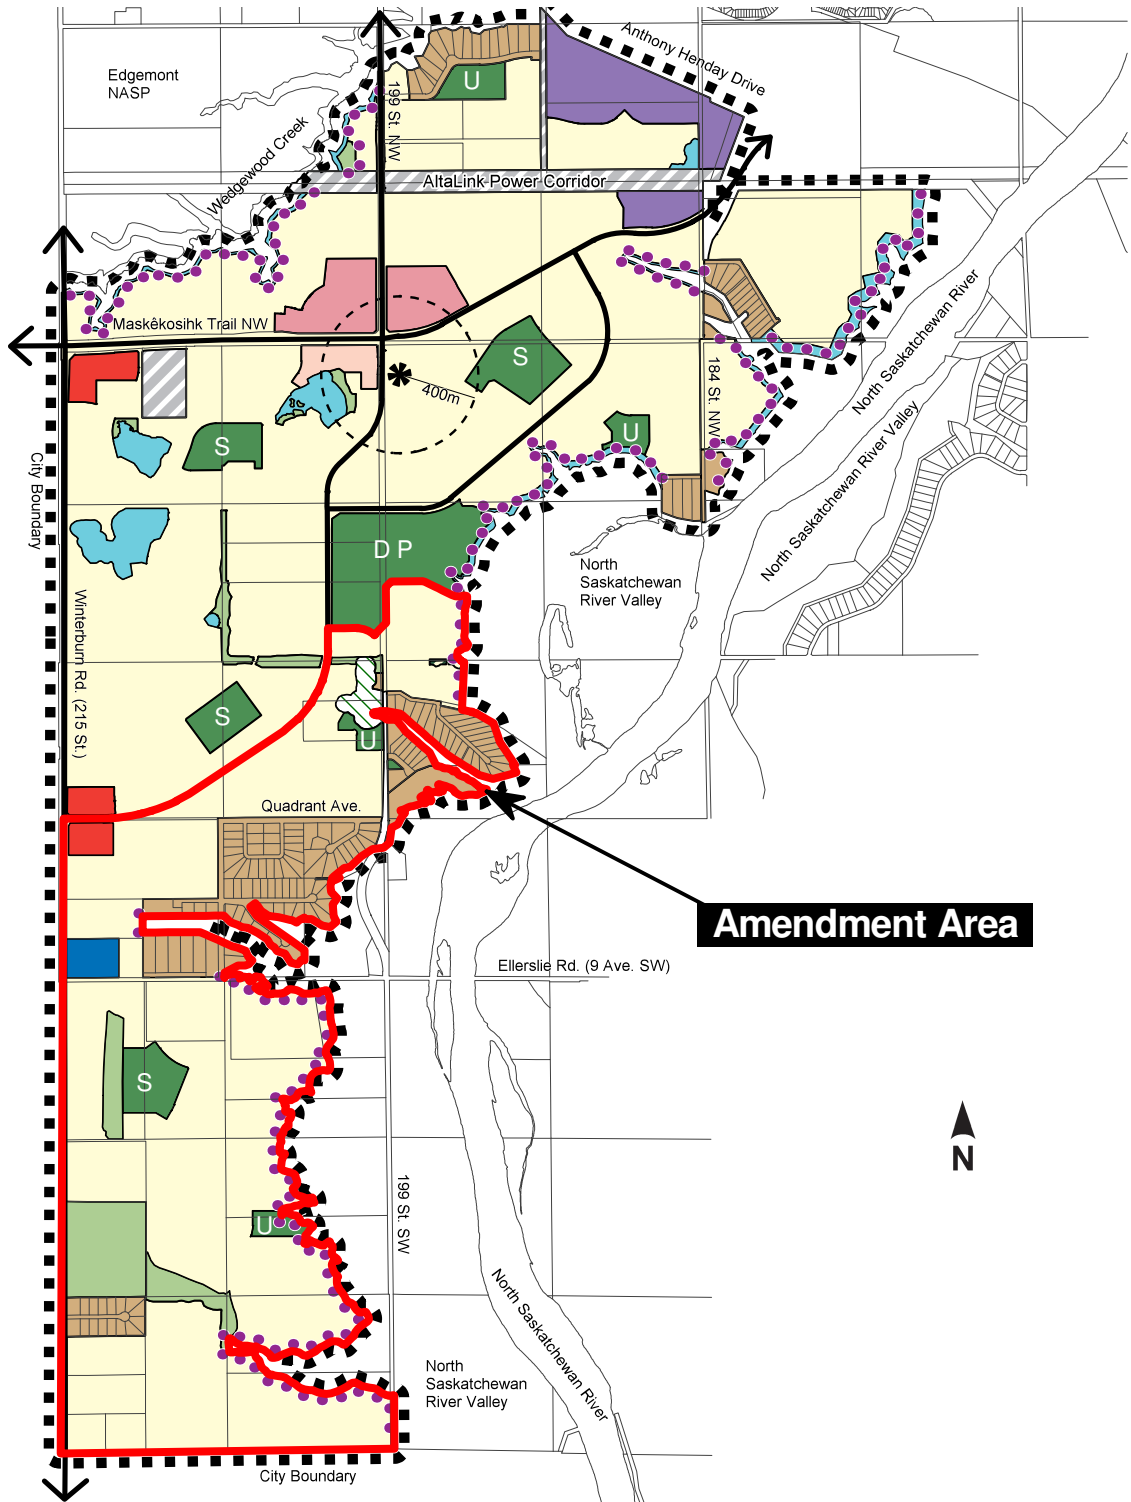 Anthony Henday Drive
Edgemont
NASP
U
199 St. NW
Wedgewood Creek
AltaLink Power Corridor
Maskêkosihk Trail NW
S
400m
184 St. NW
North Saskatchewan River
North Saskatchewan River
North Saskatchewan River Valley
S
U
City Boundary
D P
North
Saskatchewan
River Valley
Winterburn Rd. (215 St.)
S
U
Quadrant Ave.
Amendment Area
Ellerslie Rd. (9 Ave. SW)
S
N
199 St. SW
U
North Saskatchewan River
North
Saskatchewan
River Valley
City Boundary